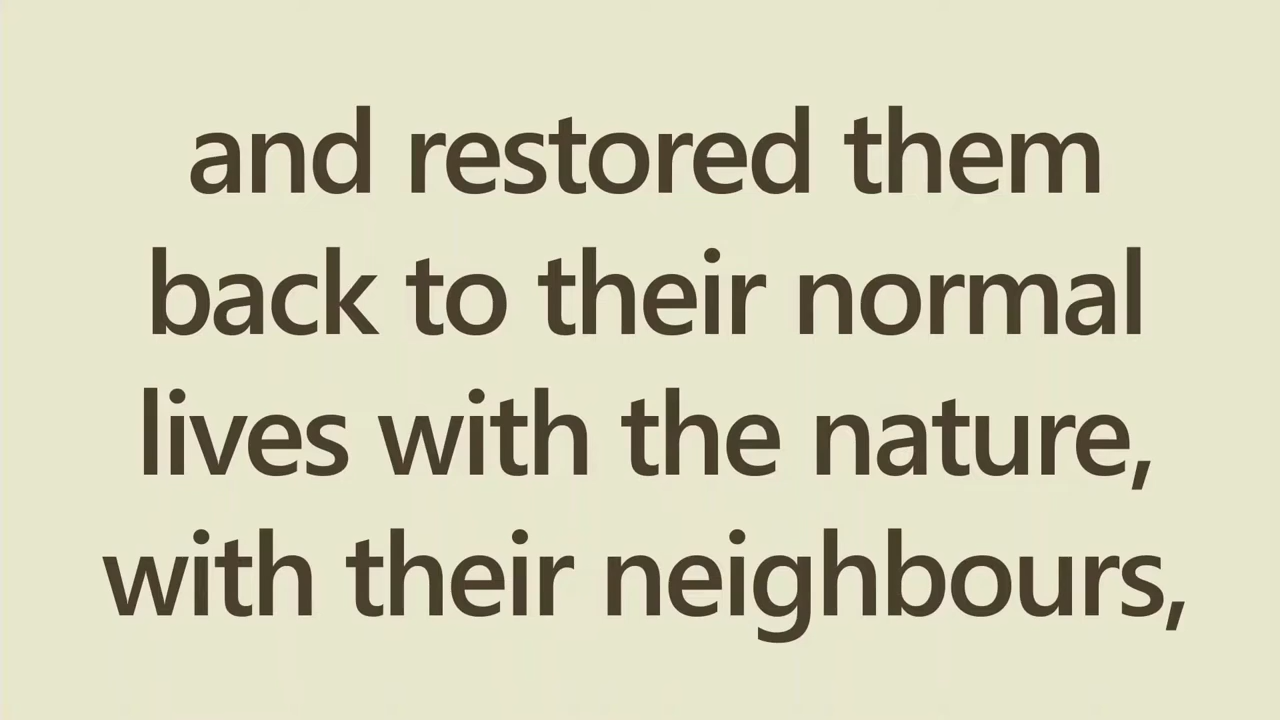 and restored them
back to their normal
lives with the nature,
with their neighbours,